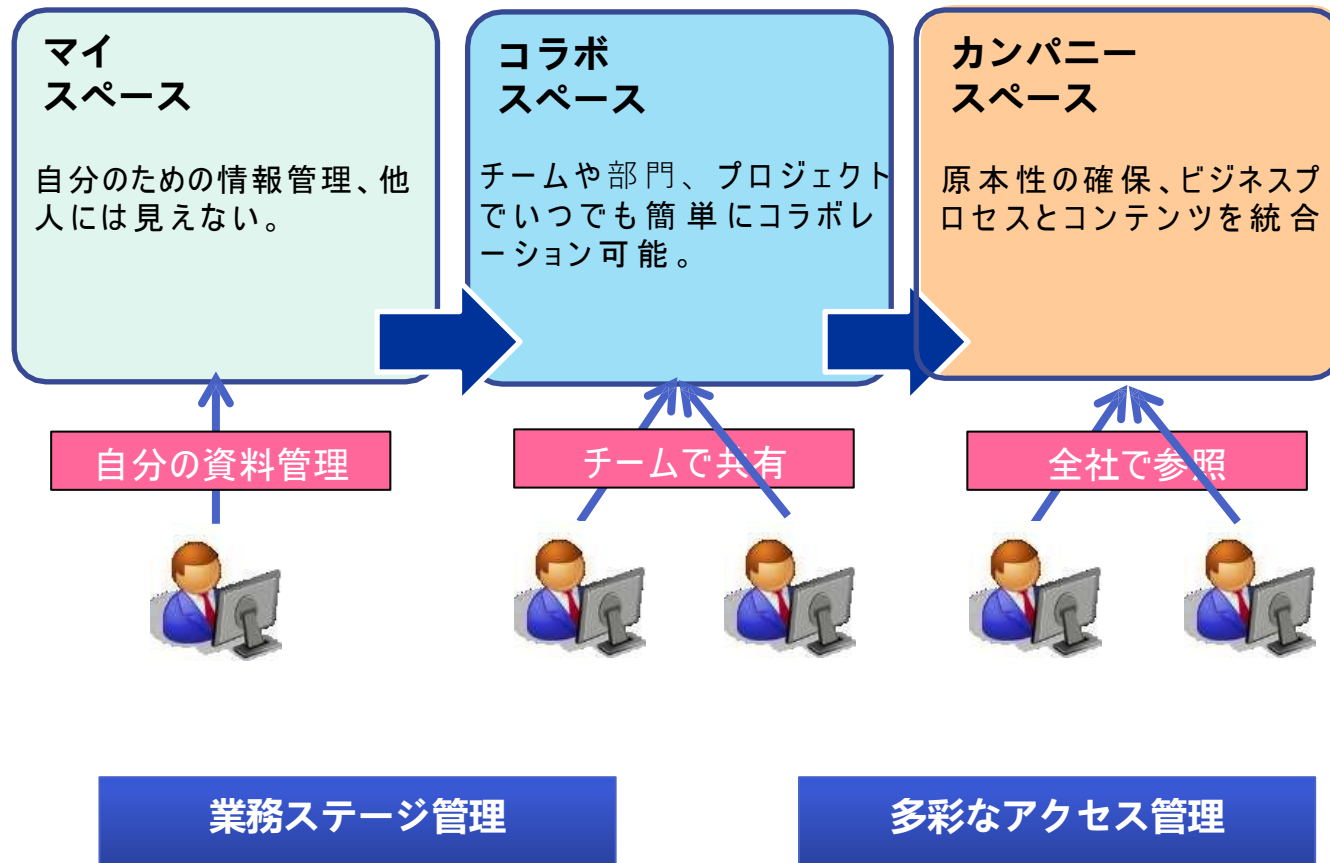 マイ
スペース
自分のための情報管理、他
人には見えない。
コラボ
スペース
チームや部門、プロジェクト
でいつでも簡単にコラボレ
ーション可能。
カンパニー
スペース
原本性の確保、ビジネスプ
ロセスとコンテンツを統合
自分の資料管理
チームで共有
全社で参照
業務ステージ管理
多彩なアクセス管理